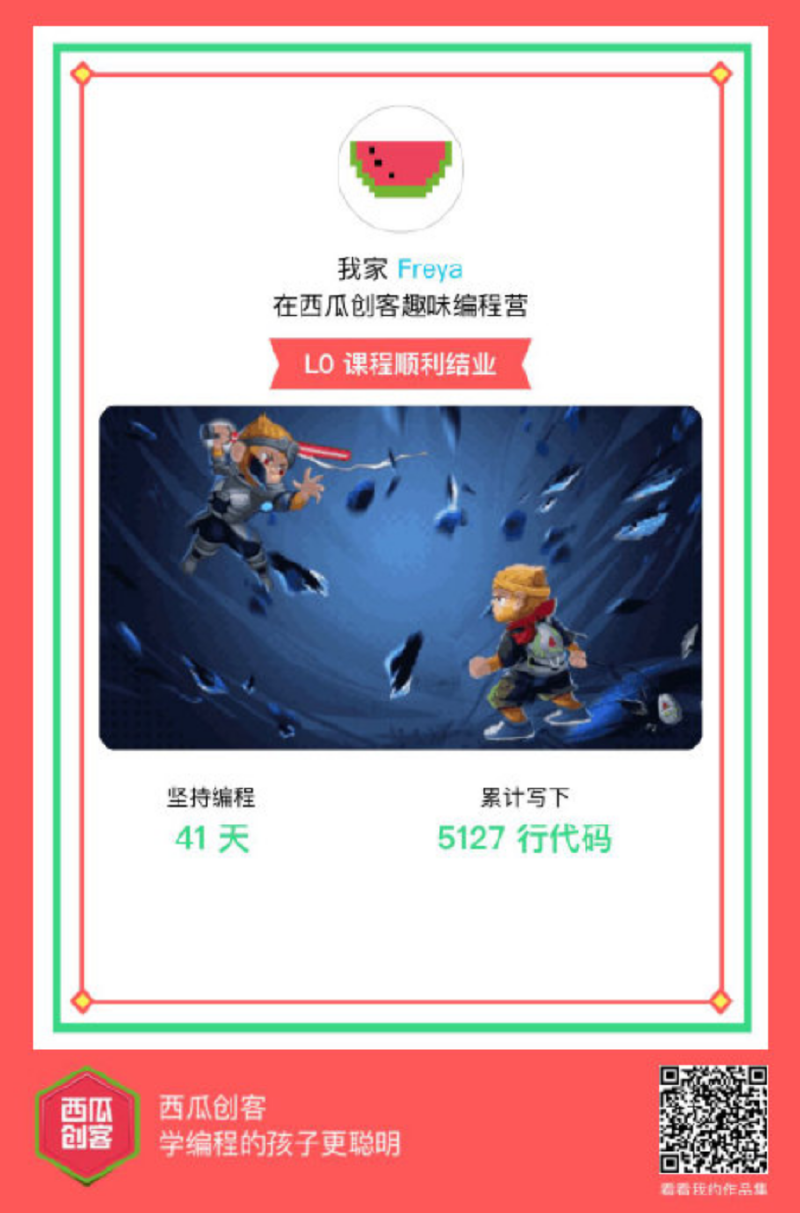 我家 Freya
在西瓜创客趣味编程营
L0 课程顺利结业
坚持编程
41 天
累计写下
5127 行代码
西瓜
创客
西瓜创客
学编程的孩子更聪明
看看我的作品集